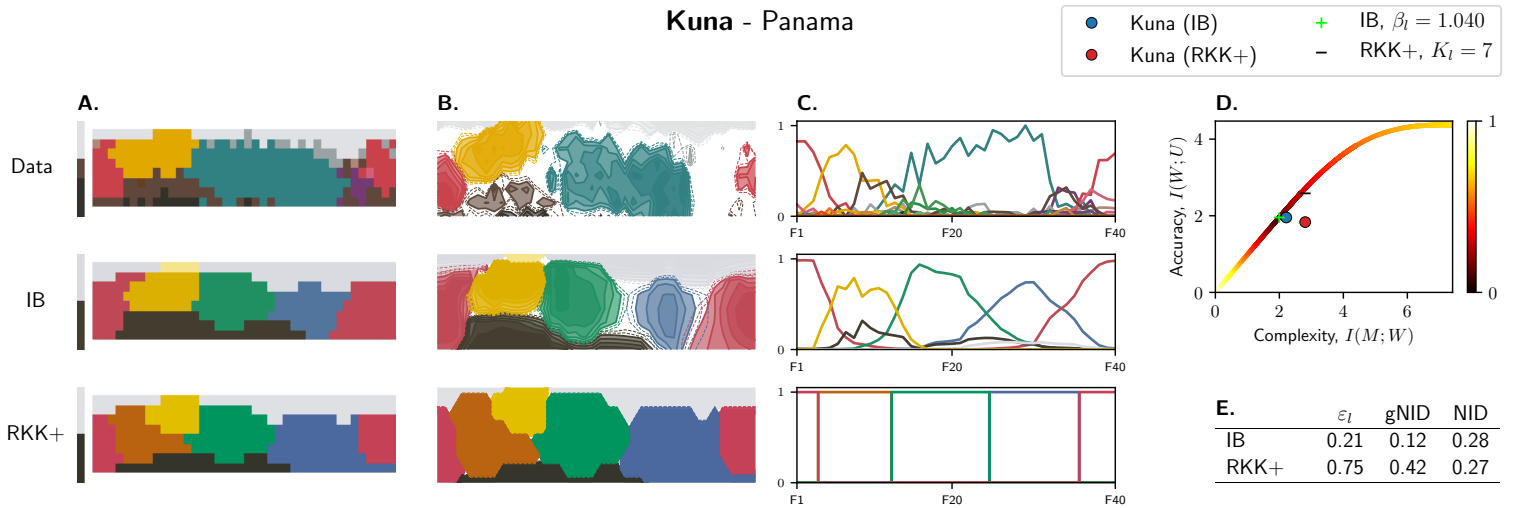 Kuna - Panama
Kuna (IB)
Kuna (RKK+)
IB, β_l = 1.040
RKK+, K_l = 7
A.
B.
C.
D.
Data
IB
RKK+
1
0
F1
F20
F40
1
0
F1
F20
F40
1
0
F1
F20
F40
4
2
0
0
2
4
6
Accuracy, I(W; U)
Complexity, I(M; W)
1
0
E.
ε_l gNID NID
IB 0.21 0.12 0.28
RKK+ 0.75 0.42 0.27